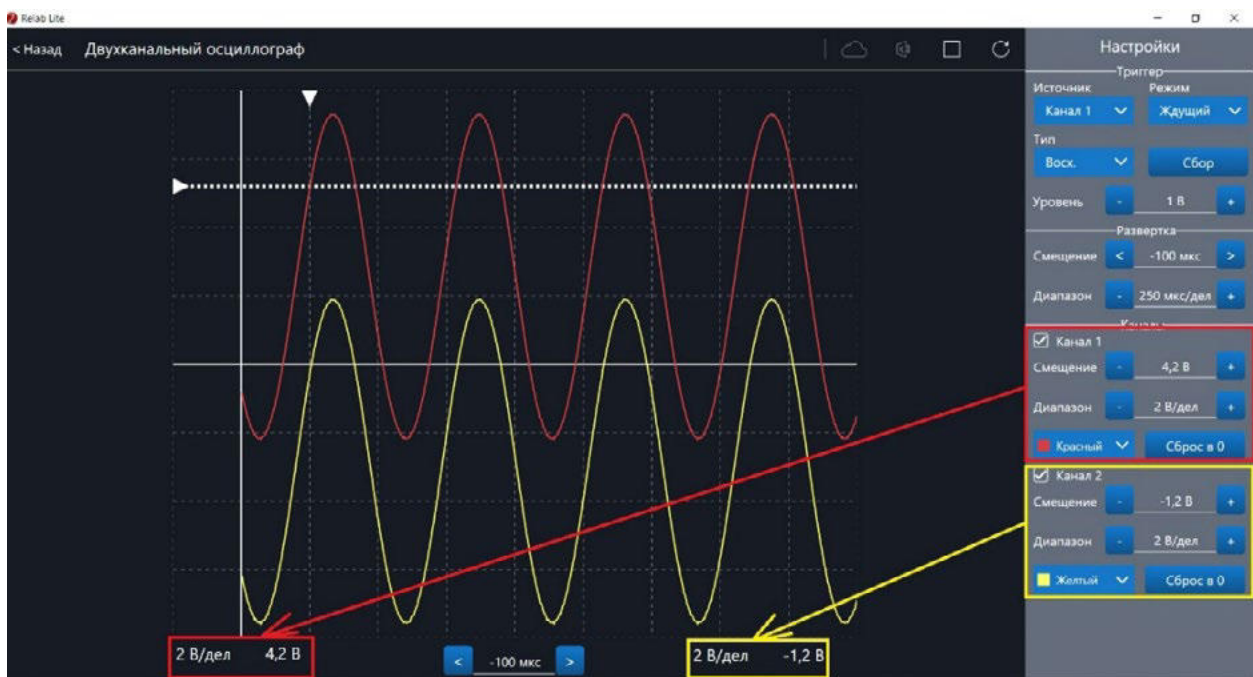 Relab Lite
< Назад Двухканальный осциллограф
Настройки
Триггер
Источник Режим
Канал 1 Ждущий
Тип
Восх. Сбор
Уровень - 1 В +
Развертка
Смещение < -100 мкс >
Диапазон - 250 мкс/дел +
Каналы
Канал 1
Смещение - 4,2 В +
Диапазон - 2 В/дел +
Красный Сброс в 0
Канал 2
Смещение - -1,2 В +
Диапазон - 2 В/дел +
Желтый Сброс в 0
2 В/дел 4,2 В < -100 мкс > 2 В/дел -1,2 В